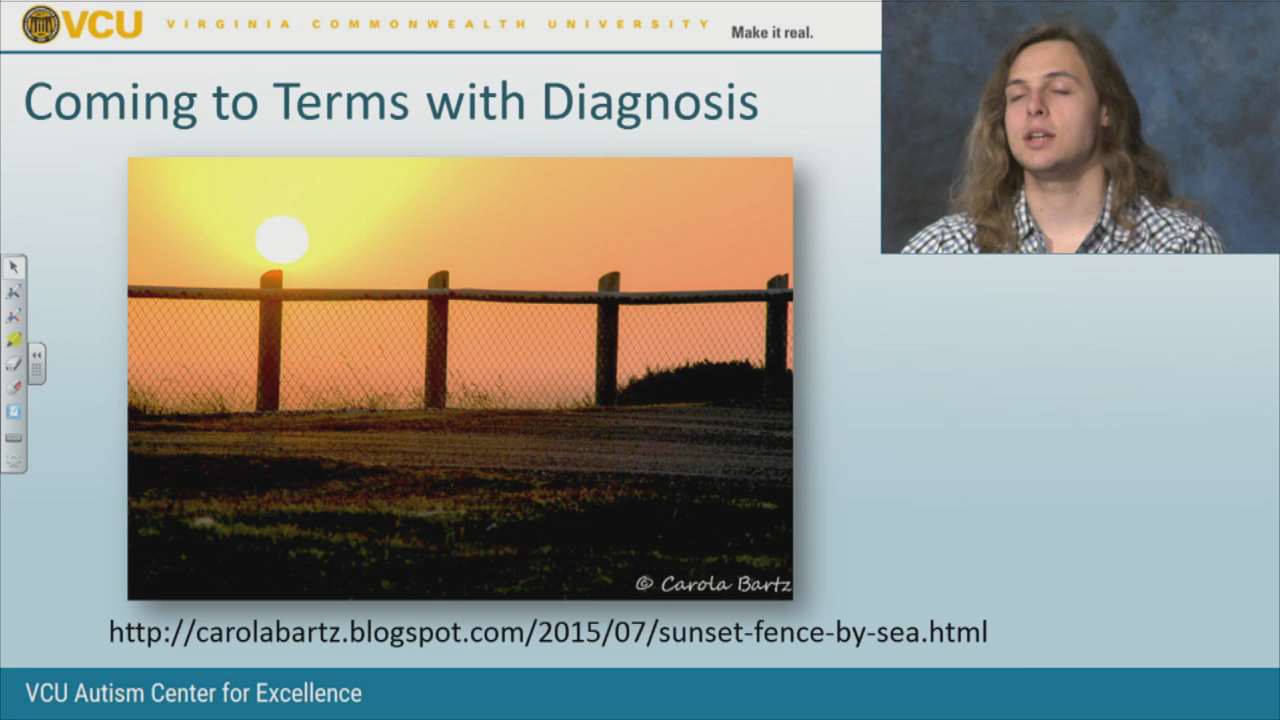 VCU VIRGINIA COMMONWEALTH UNIVERSITY Make it real.
Coming to Terms with Diagnosis
© Carola Bartz
http://carolabartz.blogspot.com/2015/07/sunset-fence-by-sea.html
VCU Autism Center for Excellence